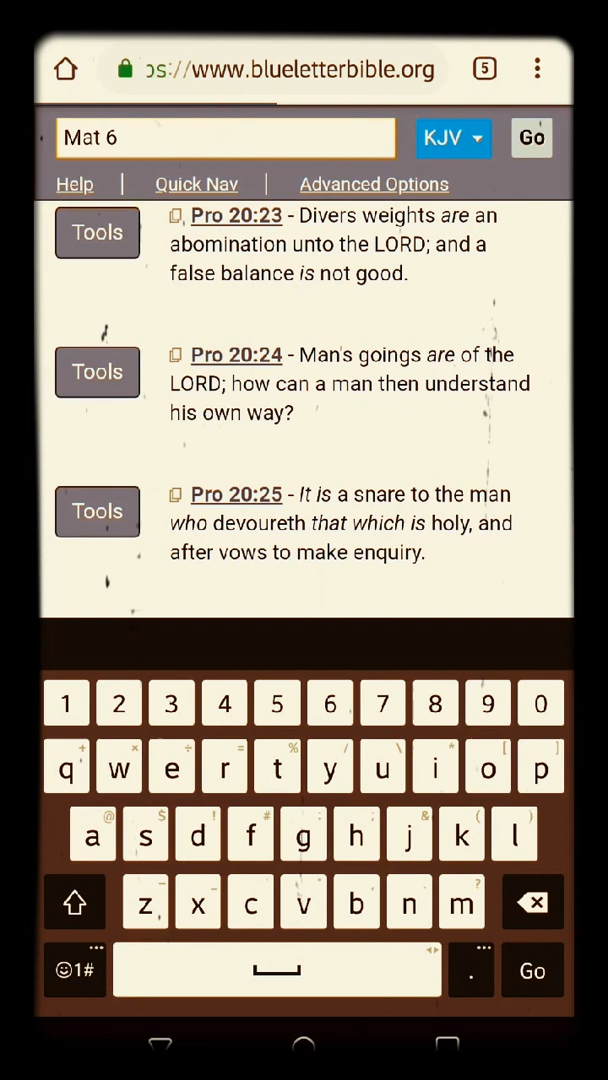 ps://www.blueletterbible.org 5
Mat 6 KJV Go
Help | Quick Nav | Advanced Options
Tools Pro 20:23 - Divers weights are an
abomination unto the LORD; and a
false balance is not good.
Tools Pro 20:24 - Man's goings are of the
LORD; how can a man then understand
his own way?
Tools Pro 20:25 - It is a snare to the man
who devoureth that which is holy, and
after vows to make enquiry.
1 2 3 4 5 6 7 8 9 0
+ × ÷ = % / \ * [ ]
q w e r t y u i o p
@ $ ! # : ; & ( )
a s d f g h j k l
z x c v b n m ?
1# . Go